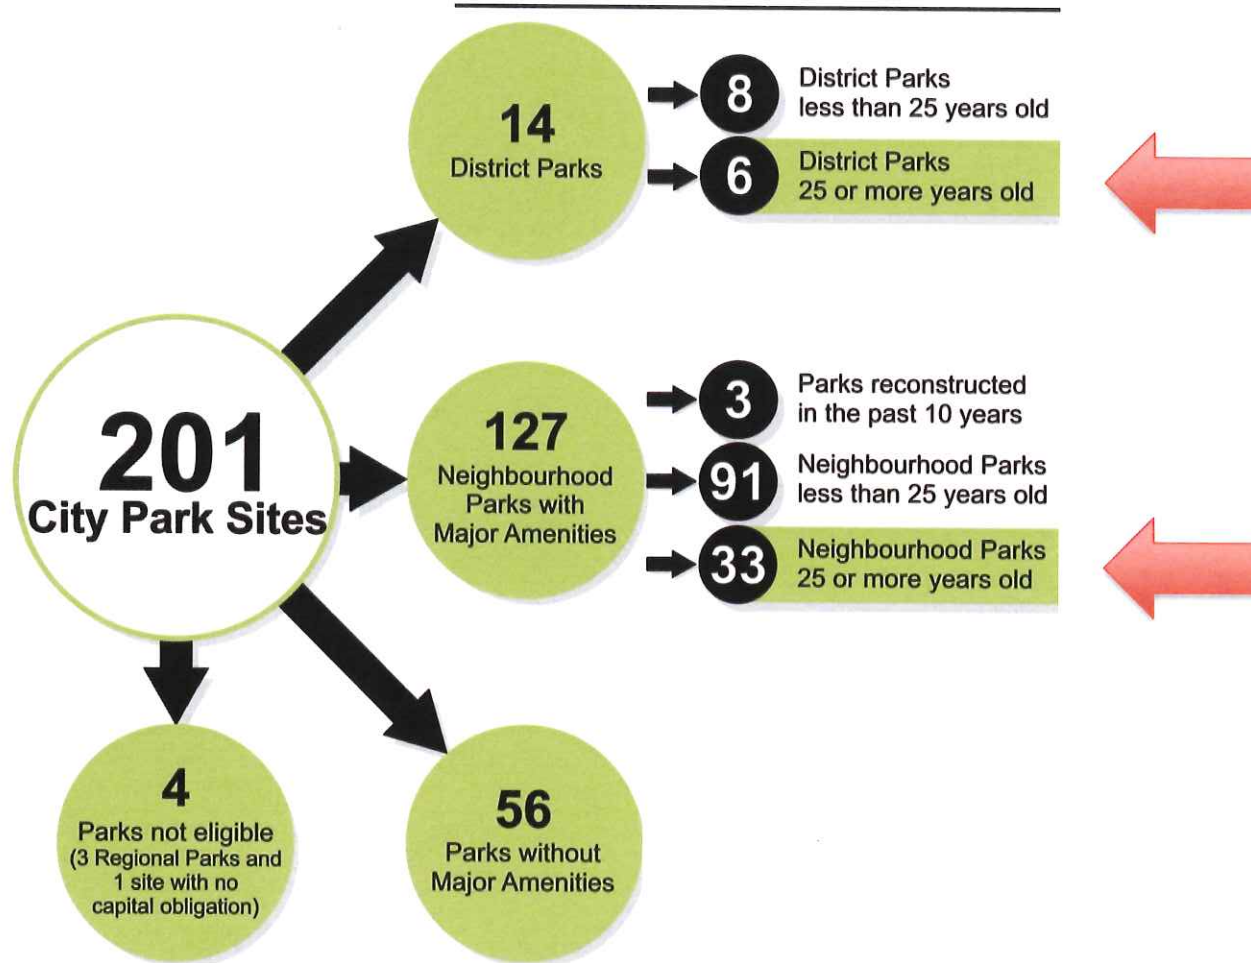 14
District Parks
8
District Parks
less than 25 years old
6
District Parks
25 or more years old
201
City Park Sites
127
Neighbourhood
Parks with
Major Amenities
3
Parks reconstructed
in the past 10 years
91
Neighbourhood Parks
less than 25 years old
33
Neighbourhood Parks
25 or more years old
4
Parks not eligible
(3 Regional Parks and
1 site with no
capital obligation)
56
Parks without
Major Amenities